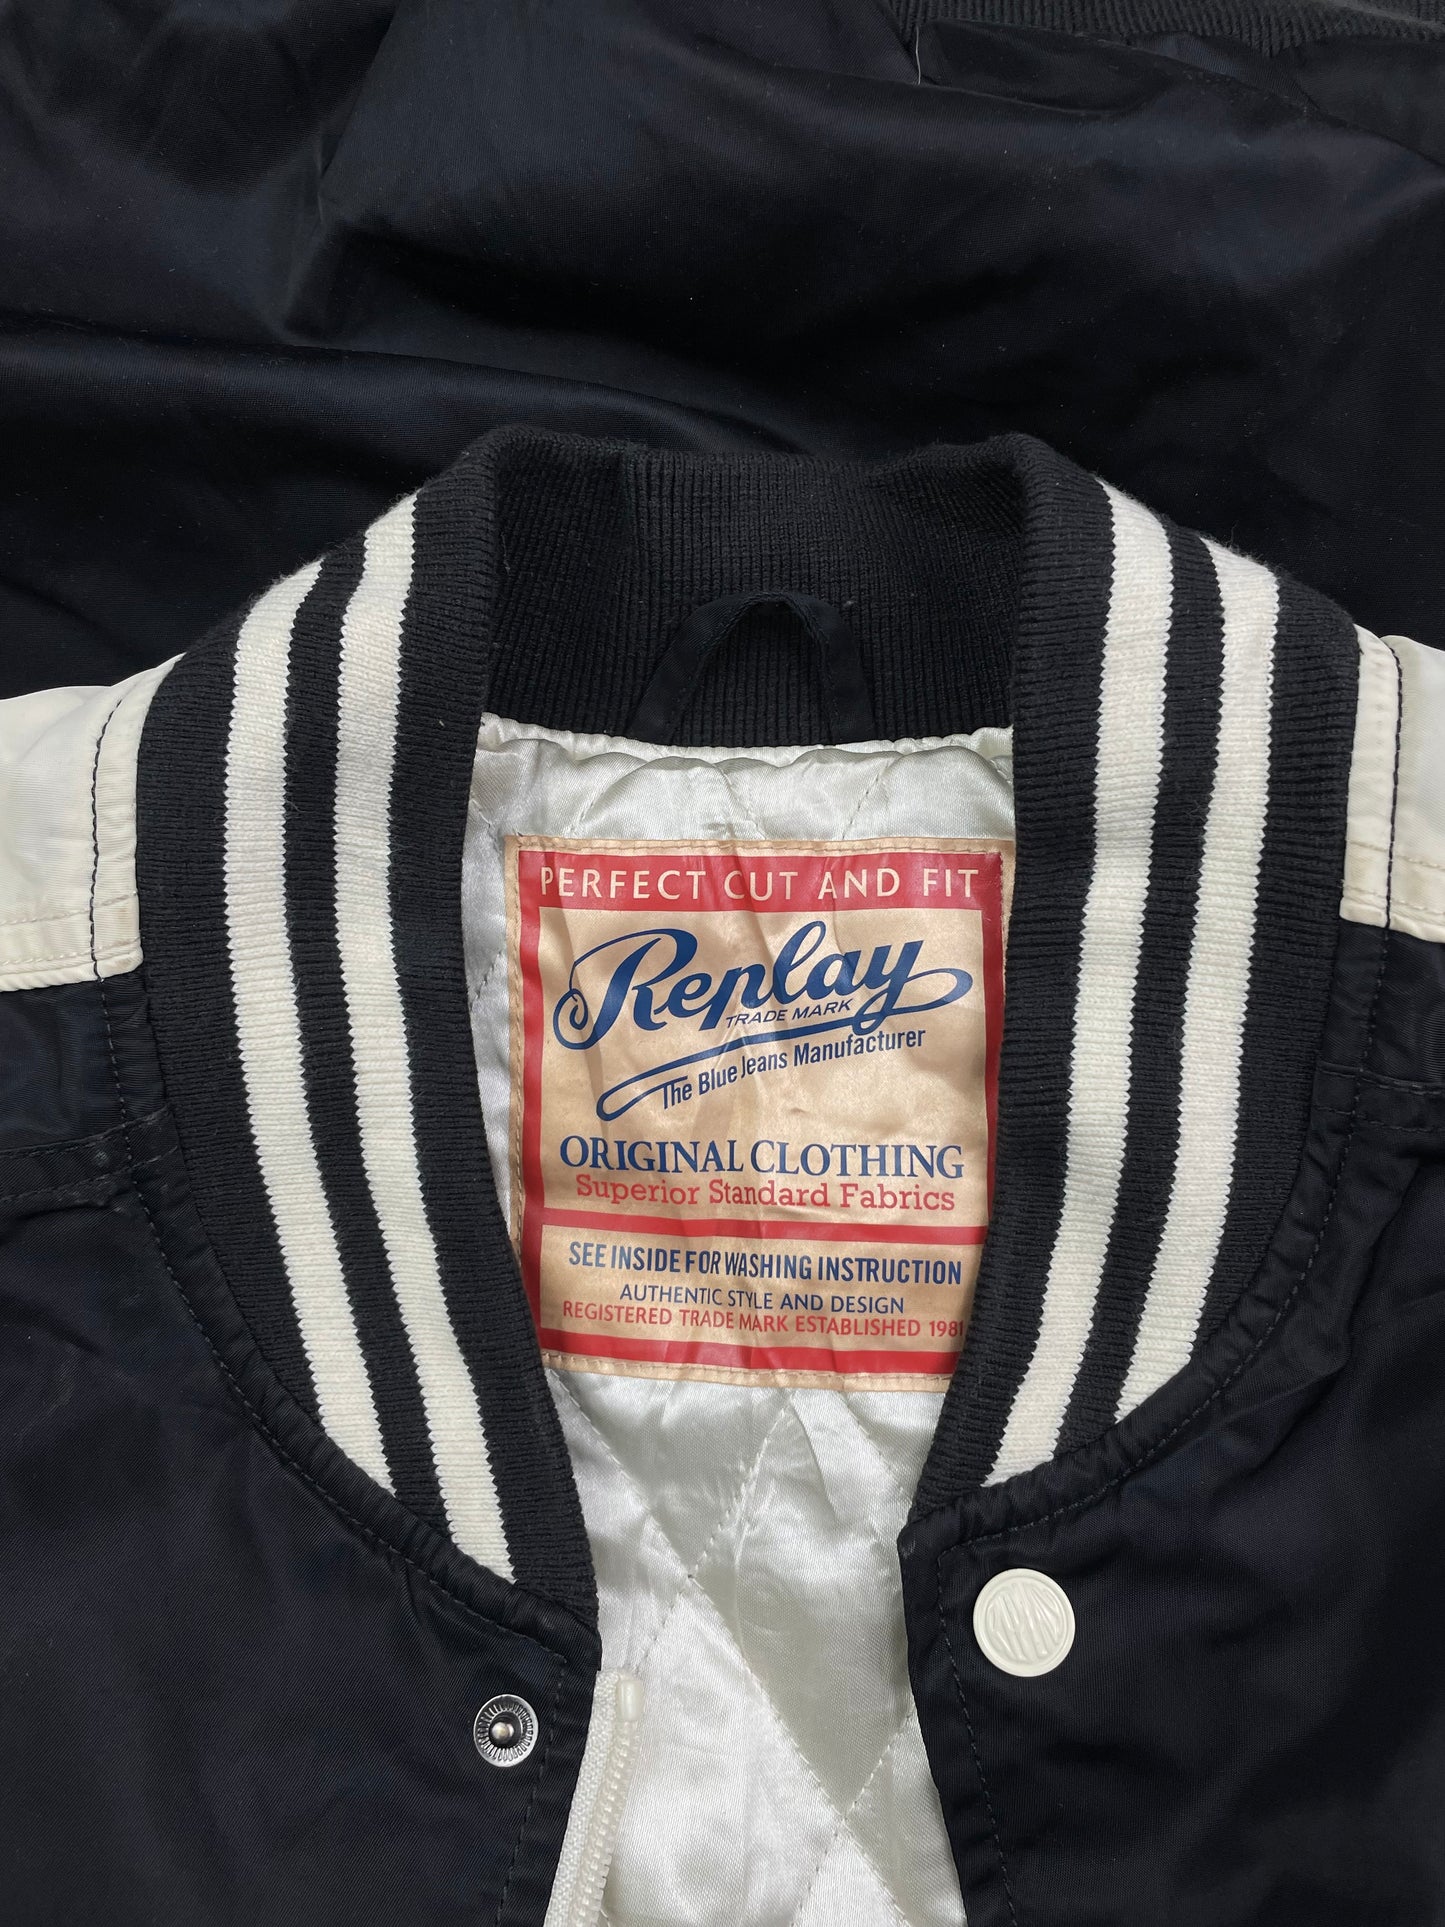 PERFECT CUT AND FIT
Replay
TRADE MARK
The Blue Jeans Manufacturer
ORIGINAL CLOTHING
Superior Standard Fabrics
SEE INSIDE FOR WASHING INSTRUCTION
AUTHENTIC STYLE AND DESIGN
REGISTERED TRADE MARK ESTABLISHED 1981